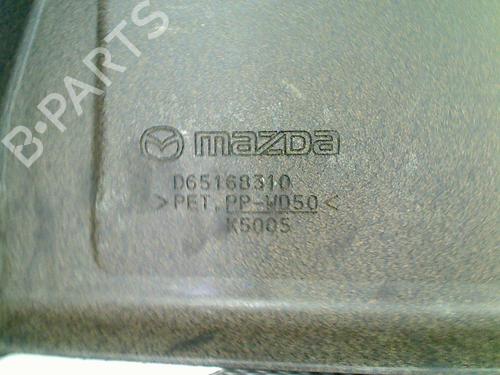 B-PARTS
mazda
D65168310
>PET, PP-WD50<
K5005